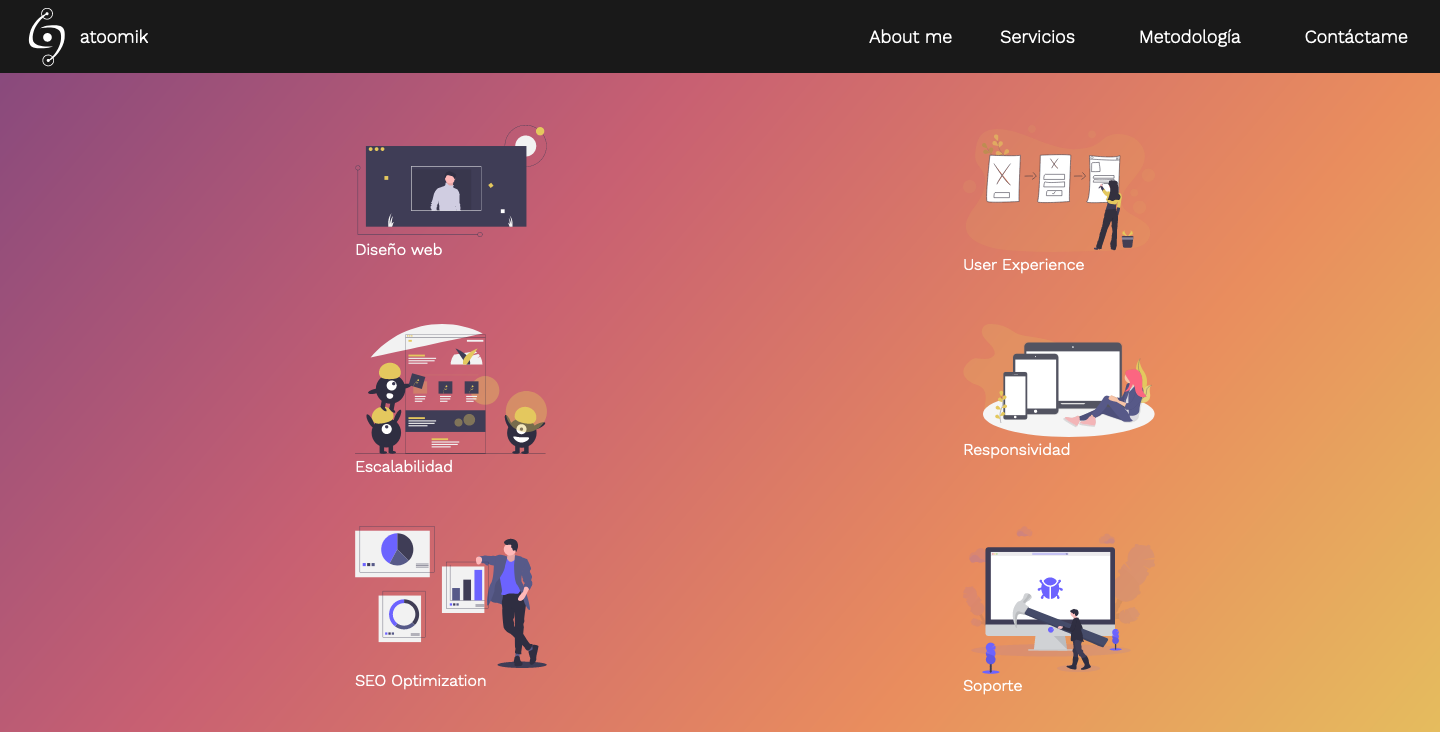 atoomik
About me
Servicios
Metodología
Contáctame
Diseño web
User Experience
Escalabilidad
Responsividad
SEO Optimization
Soporte